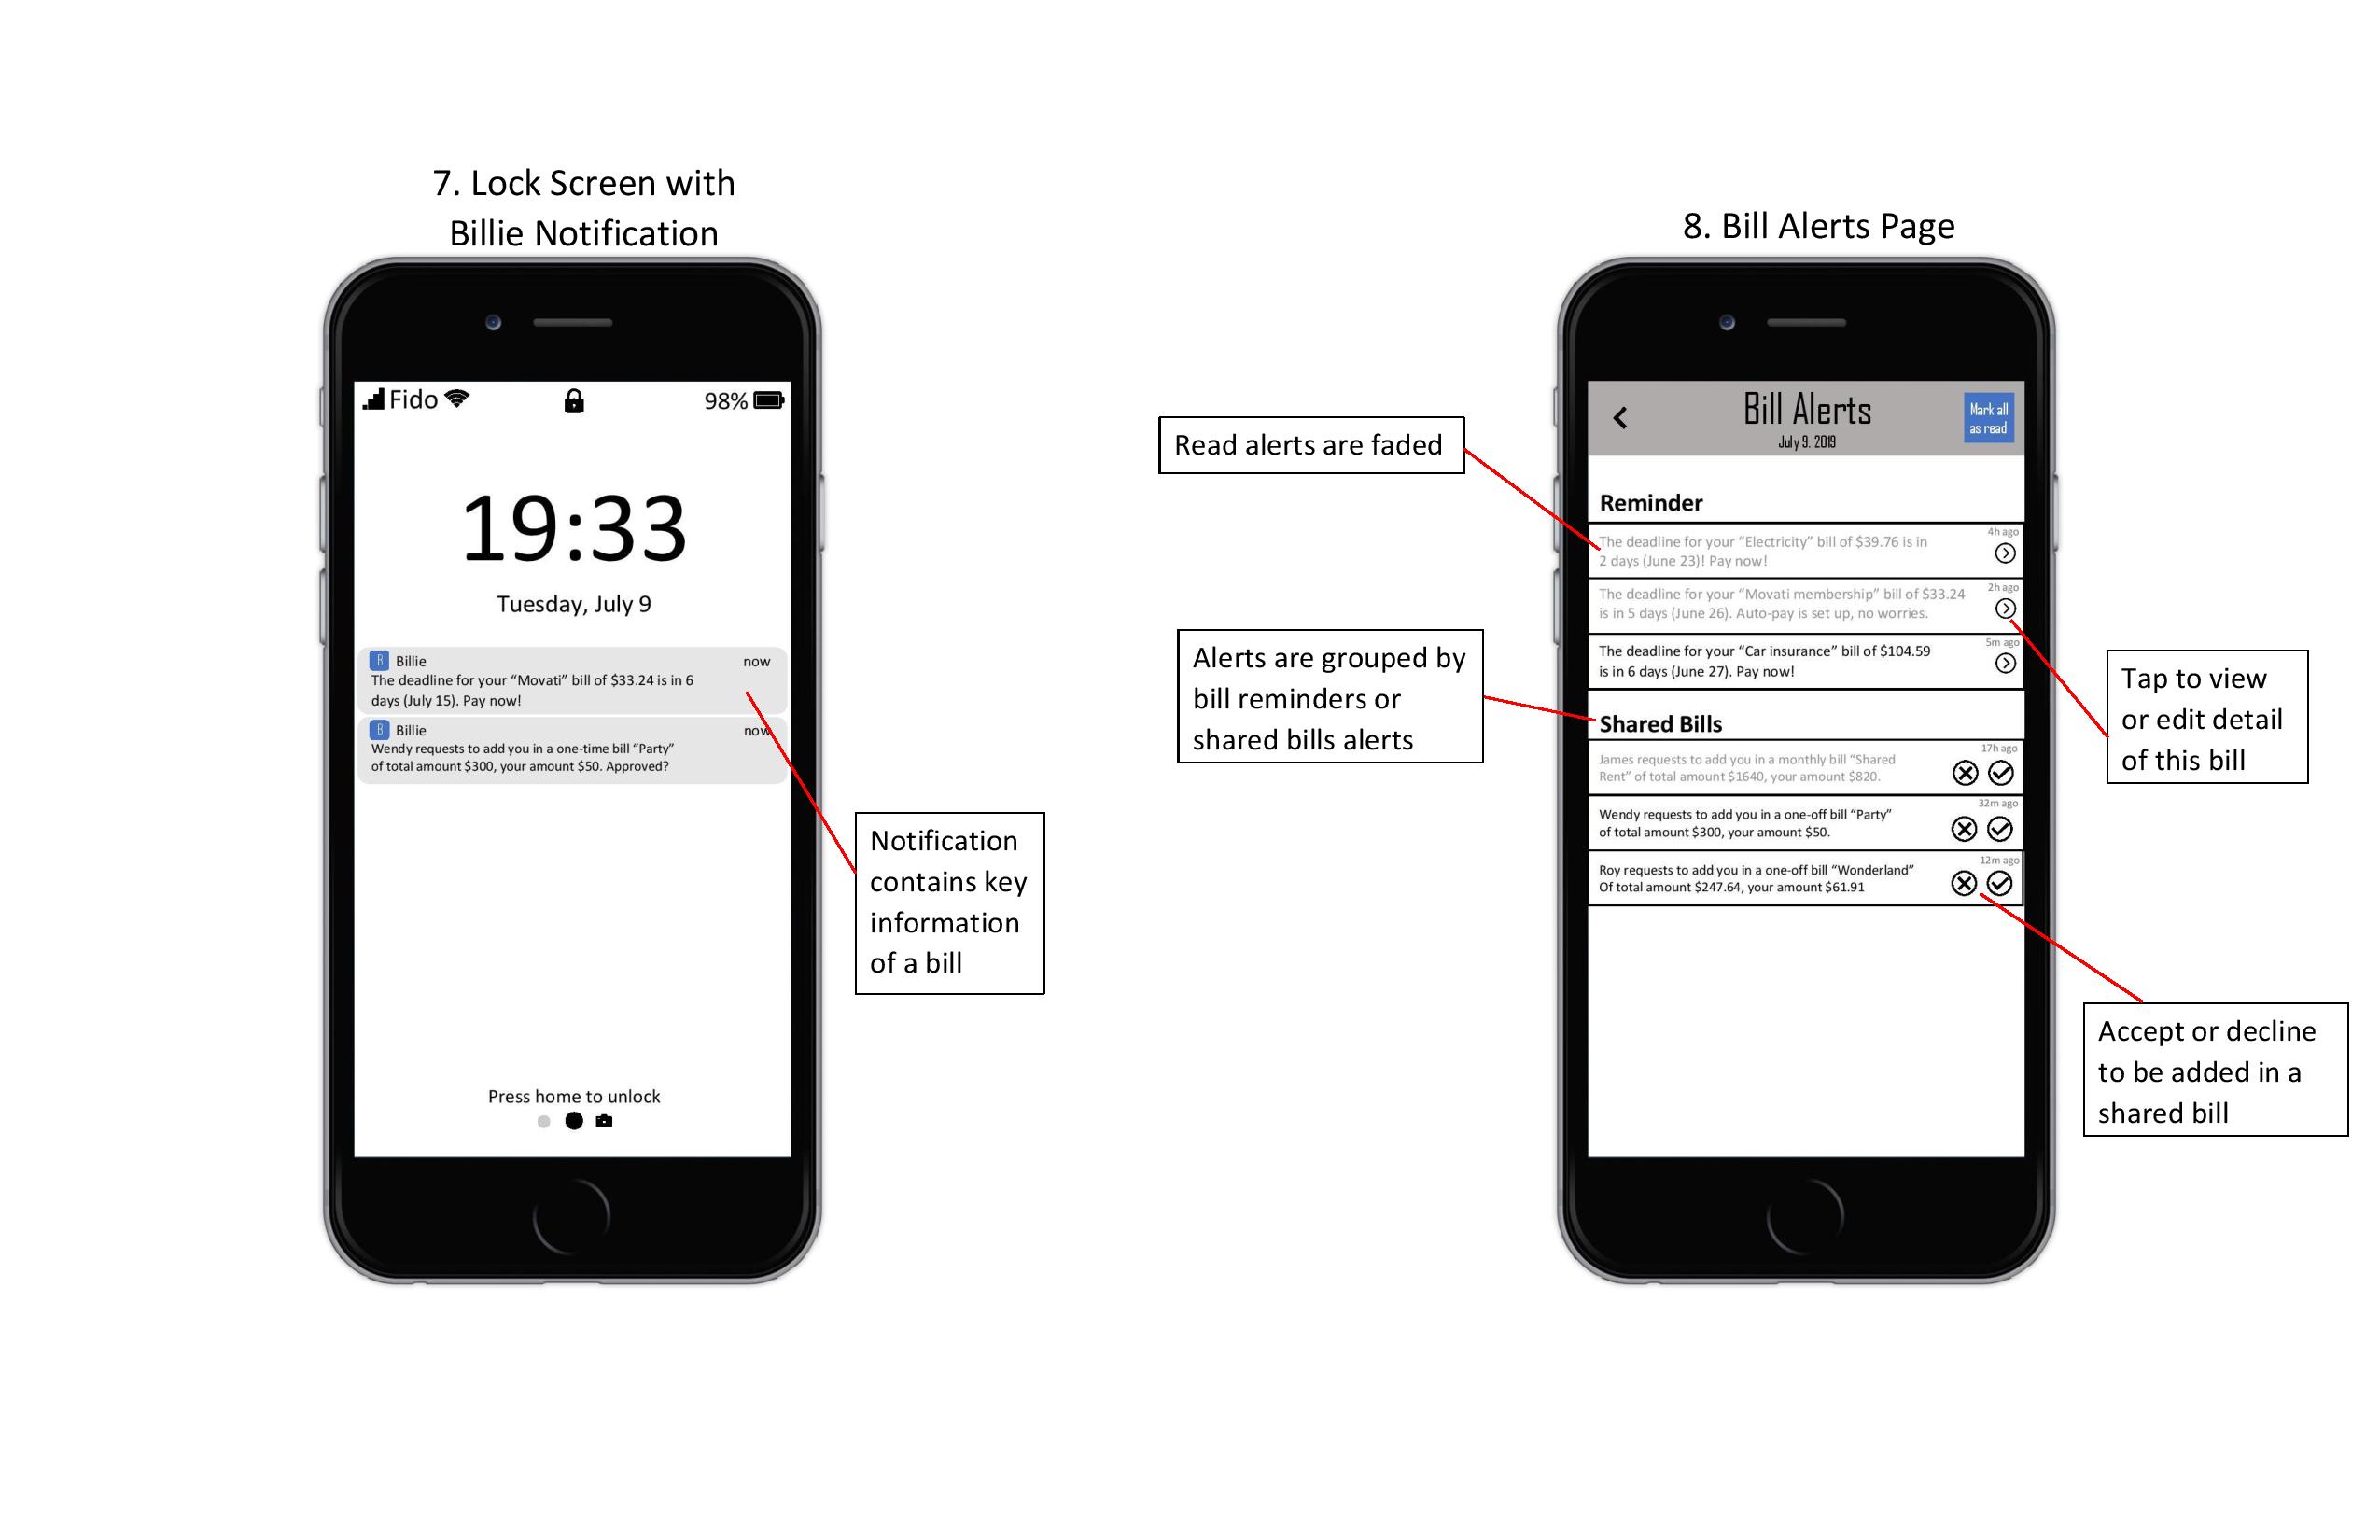 7. Lock Screen with
Billie Notification
Fido
98%
19:33
Tuesday, July 9
B Billie now
The deadline for your “Movati” bill of $33.24 is in 6
days (July 15). Pay now!
B Billie now
Wendy requests to add you in a one-time bill “Party”
of total amount $300, your amount $50. Approved?
Press home to unlock
Notification
contains key
information
of a bill
8. Bill Alerts Page
Bill Alerts
July 9. 2019
Mark all
as read
Reminder
4h ago
The deadline for your “Electricity” bill of $39.76 is in
2 days (June 23)! Pay now!
2h ago
The deadline for your “Movati membership” bill of $33.24
is in 5 days (June 26). Auto-pay is set up, no worries.
5m ago
The deadline for your “Car insurance” bill of $104.59
is in 6 days (June 27). Pay now!
Shared Bills
17h ago
James requests to add you in a monthly bill “Shared
Rent” of total amount $1640, your amount $820.
32m ago
Wendy requests to add you in a one-off bill “Party”
of total amount $300, your amount $50.
12m ago
Roy requests to add you in a one-off bill “Wonderland”
Of total amount $247.64, your amount $61.91
Read alerts are faded
Alerts are grouped by
bill reminders or
shared bills alerts
Tap to view
or edit detail
of this bill
Accept or decline
to be added in a
shared bill